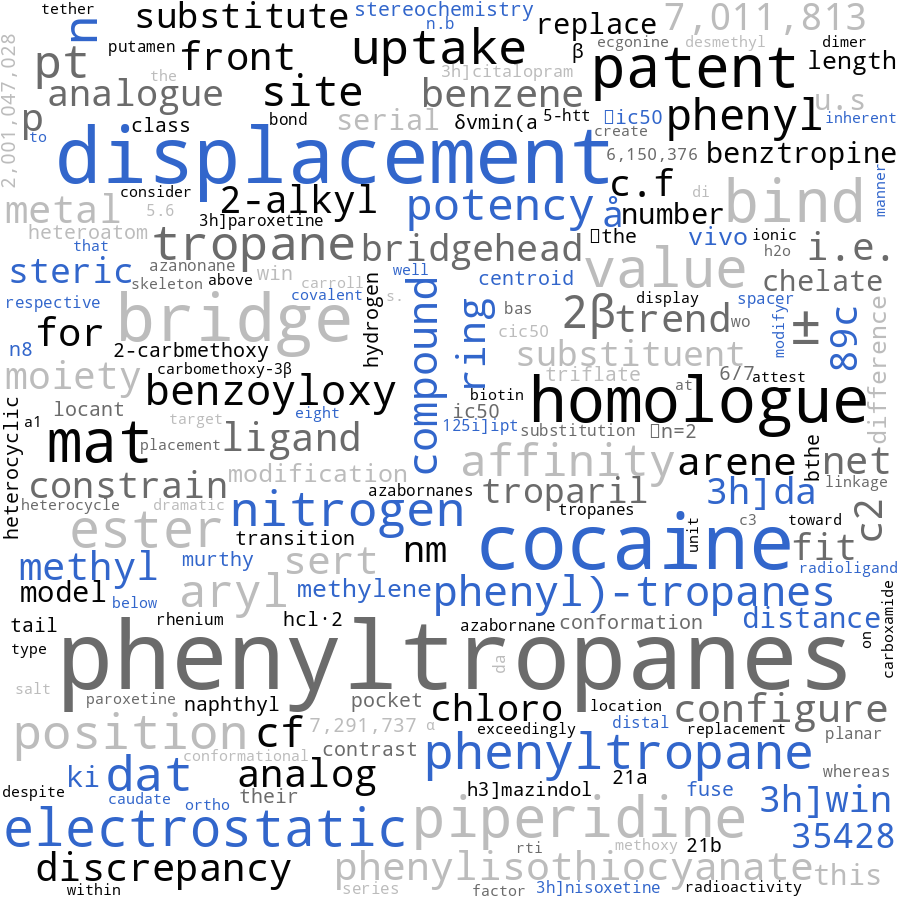 tether
substitute
stereochemistry
n.b
replace
7,011,813
n
putamen
front
uptake
β
ecgonine
desmethyl
dimer
length
2,001,047,028
pt
the
analogue
site
3h]citalopram
benzene
patent
u.s
p
to
class
bond
serial
δvmin(a
5-htt
ic50
create
phenyl
inherent
displacement
6,150,376
benztropine
consider
2-alkyl
c.f
di
bind
manner
metal
5.6
3h]paroxetine
potency
å
number
heteroatom
that
tropane
bridgehead
the
vivo
ionic
h2o
i.e.
steric
azanonane
skeleton
above
win
carroll
well
centroid
value
chelate
respective
covalent
s.
bridge
hydrogen
compound
ring
bas
2β
display
spacer
trend
wo
modify
±
89c
difference
for
cic50
n8
2-carbmethoxy
substituent
moiety
carbomethoxy-3β
triflate
at
6/7
attest
benzoyloxy
biotin
homologue
heterocyclic
a1
locant
target
eight
ic50
125i]ipt
substitution
n=2
mat
placement
ligand
affinity
arene
bthe
net
linkage
constrain
modification
azabornanes
troparil
3h]da
heterocycle
dramatic
nitrogen
tropanes
unit
c3
toward
c2
ester
transition
cocaine
fit
methyl
murthy
sert
nm
radioligand
model
below
aryl
methylene
phenyl)-tropanes
distance
carboxamide
tail
rhenium
hcl·2
azabornane
conformation
on
type
phenyltropanes
da
salt
paroxetine
naphthyl
pocket
chloro
location
configure
position
cf
7,291,737
α
exceedingly
distal
replacement
planar
conformational
contrast
phenyltropane
despite
ki
dat
analog
whereas
caudate
ortho
their
h3]mazindol
21a
fuse
3h]win
electrostatic
piperidine
35428
rti
methoxy
21b
discrepancy
phenylisothiocyanate
this
within
series
factor
3h]nisoxetine
radioactivity